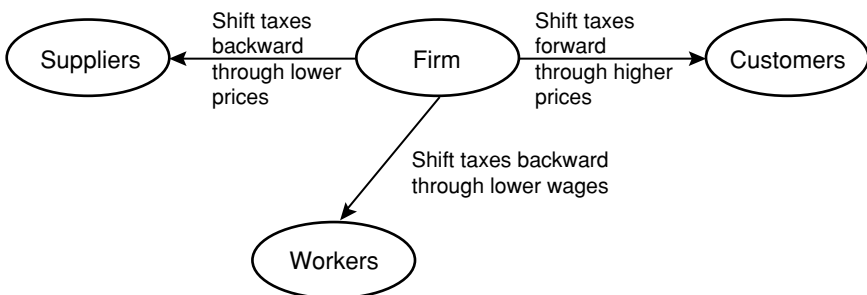 Suppliers
Shift taxes
backward
through lower
prices
Firm
Shift taxes
forward
through higher
prices
Customers
Shift taxes backward
through lower wages
Workers